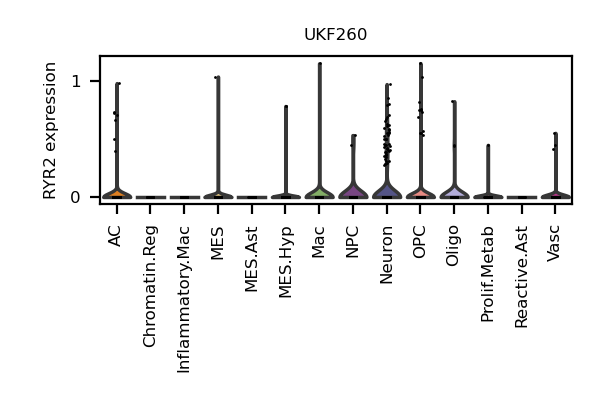 UKF260
RYR2 expression
1
0
AC
Chromatin.Reg
Inflammatory.Mac
MES
MES.Ast
MES.Hyp
Mac
NPC
Neuron
OPC
Oligo
Prolif.Metab
Reactive.Ast
Vasc